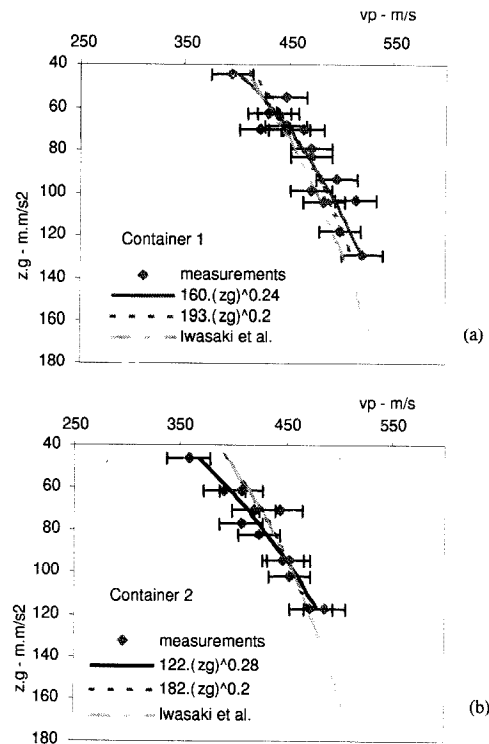 vp - m/s
250 350 450 550
40
60
80
100
120
140
160
180
z.g - m.m/s2
Container 1
measurements
160.(zg)^0.24
193.(zg)^0.2
Iwasaki et al.
(a)
vp - m/s
250 350 450 550
40
60
80
100
120
140
160
180
z.g - m.m/s2
Container 2
measurements
122.(zg)^0.28
182.(zg)^0.2
Iwasaki et al.
(b)